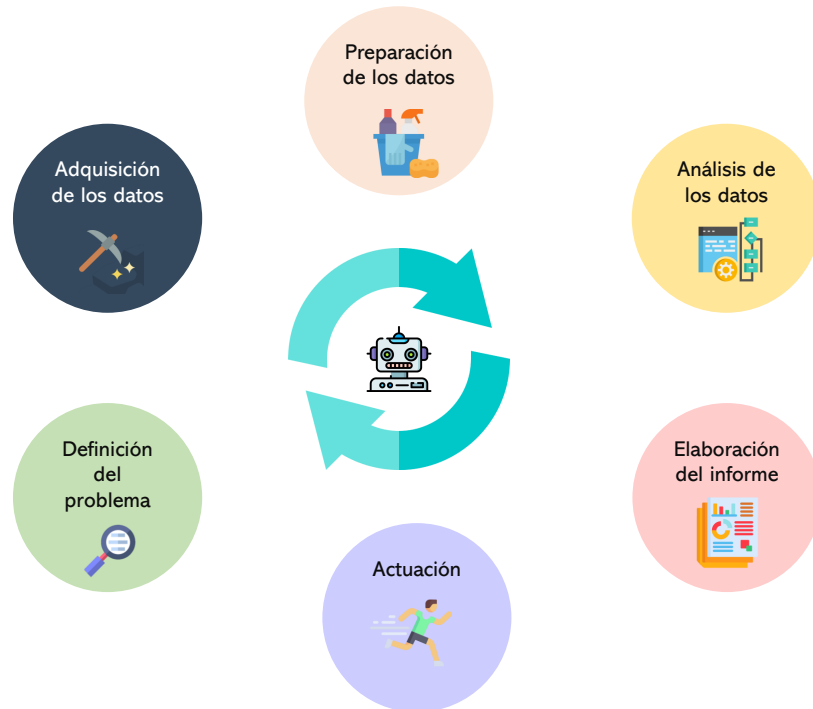 Preparación
de los datos
Adquisición
de los datos
Análisis de
los datos
Definición
del
problema
Elaboración
del informe
Actuación